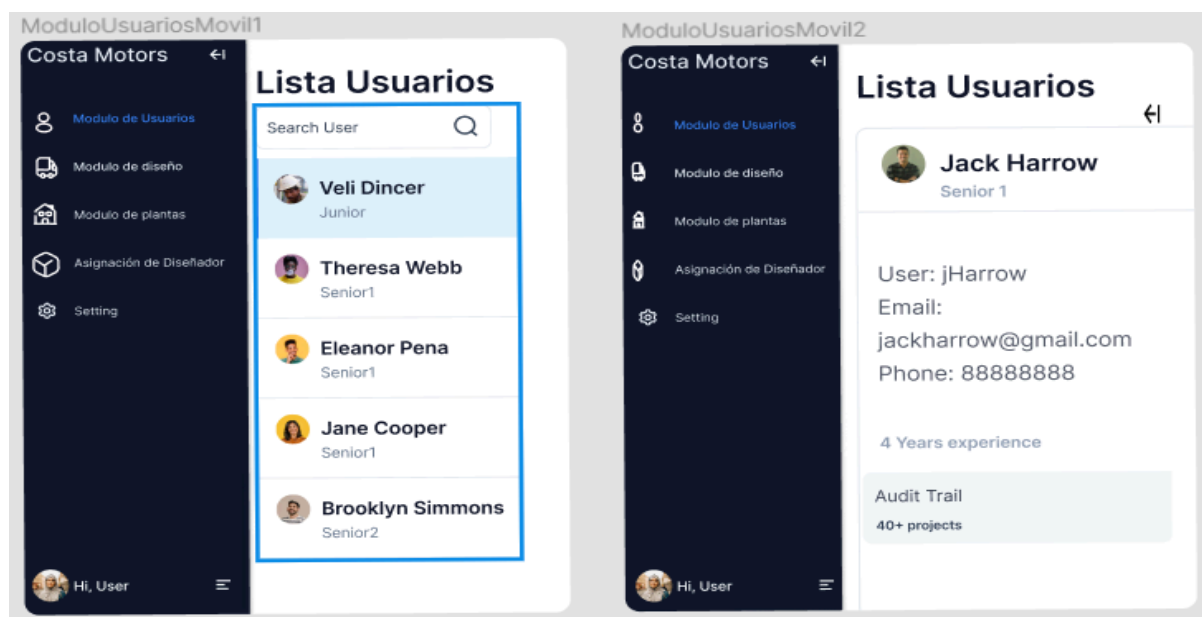 ModuloUsuariosMovil1
Costa Motors
Modulo de Usuarios
Modulo de diseño
Modulo de plantas
Asignación de Diseñador
Setting
Hi, User
Lista Usuarios
Search User
Veli Dincer
Junior
Theresa Webb
Senior1
Eleanor Pena
Senior1
Jane Cooper
Senior1
Brooklyn Simmons
Senior2
ModuloUsuariosMovil2
Costa Motors
Modulo de Usuarios
Modulo de diseño
Modulo de plantas
Asignación de Diseñador
Setting
Hi, User
Lista Usuarios
Jack Harrow
Senior 1
User: jHarrow
Email:
jackharrow@gmail.com
Phone: 88888888
4 Years experience
Audit Trail
40+ projects